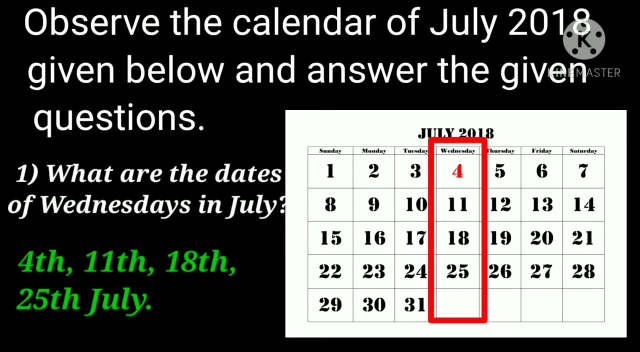 Observe the calendar of July 2018
given below and answer the given
questions.
K
KINEMASTER
JULY 2018
Sunday Monday Tuesday Wednesday Thursday Friday Saturday
1 2 3 4 5 6 7
8 9 10 11 12 13 14
15 16 17 18 19 20 21
22 23 24 25 26 27 28
29 30 31
1) What are the dates
of Wednesdays in July?
4th, 11th, 18th,
25th July.